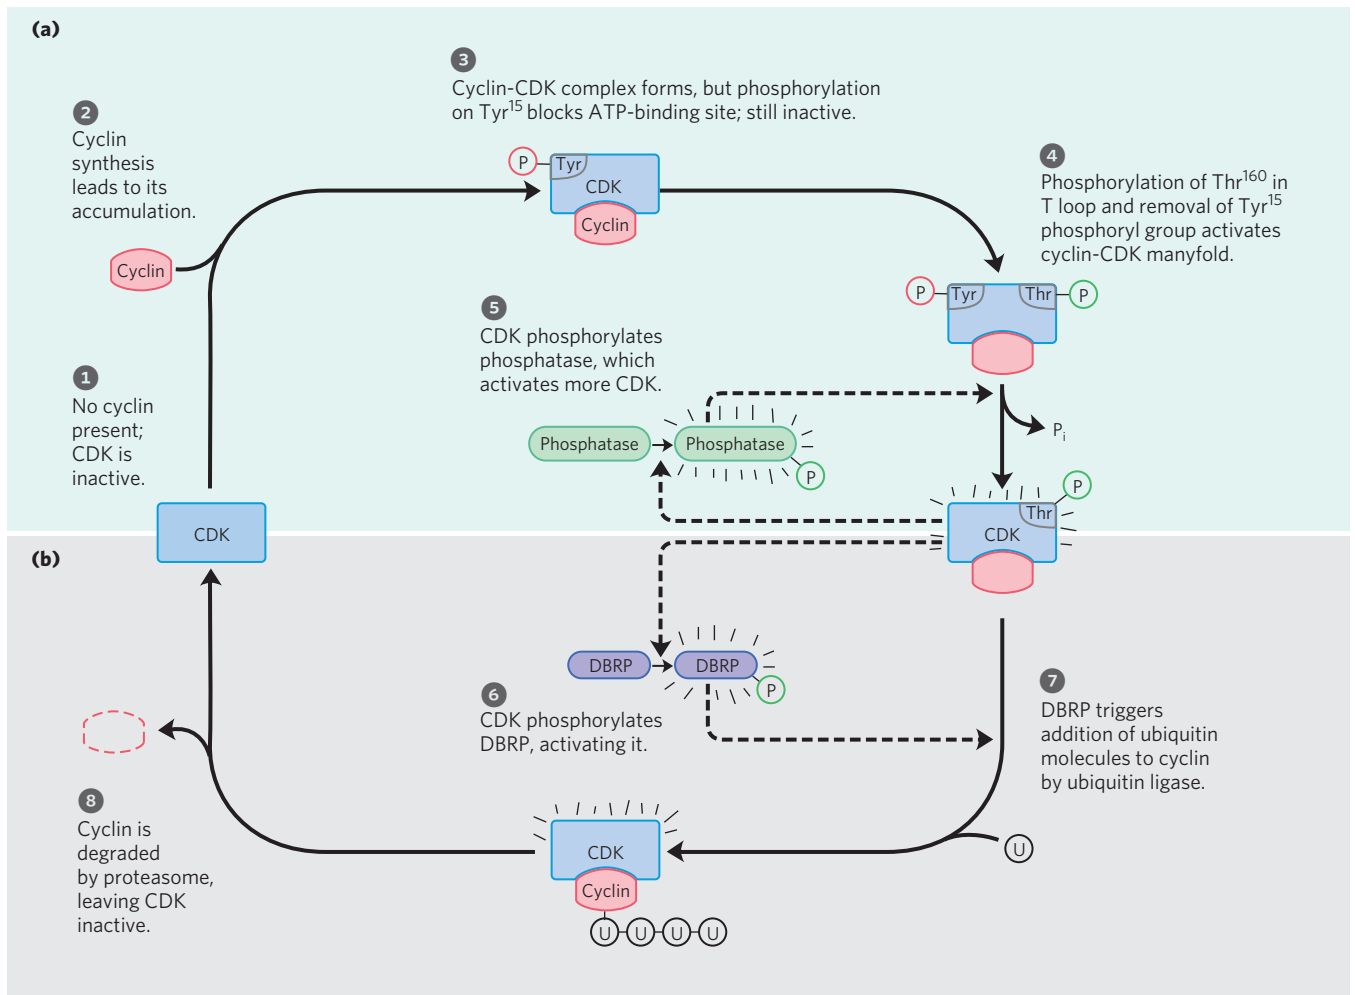 (a)
3
Cyclin-CDK complex forms, but phosphorylation
on Tyr15 blocks ATP-binding site; still inactive.
2
Cyclin
synthesis
leads to its
accumulation.
P
Tyr
CDK
Cyclin
4
Phosphorylation of Thr160 in
T loop and removal of Tyr15
phosphoryl group activates
cyclin-CDK manyfold.
Cyclin
P
Tyr
Thr
P
5
CDK phosphorylates
phosphatase, which
activates more CDK.
1
No cyclin
present;
CDK is
inactive.
Phosphatase
Phosphatase
P
Pi
P
Thr
CDK
CDK
(b)
DBRP
DBRP
P
6
CDK phosphorylates
DBRP, activating it.
7
DBRP triggers
addition of ubiquitin
molecules to cyclin
by ubiquitin ligase.
8
Cyclin is
degraded
by proteasome,
leaving CDK
inactive.
CDK
Cyclin
U
U U U U